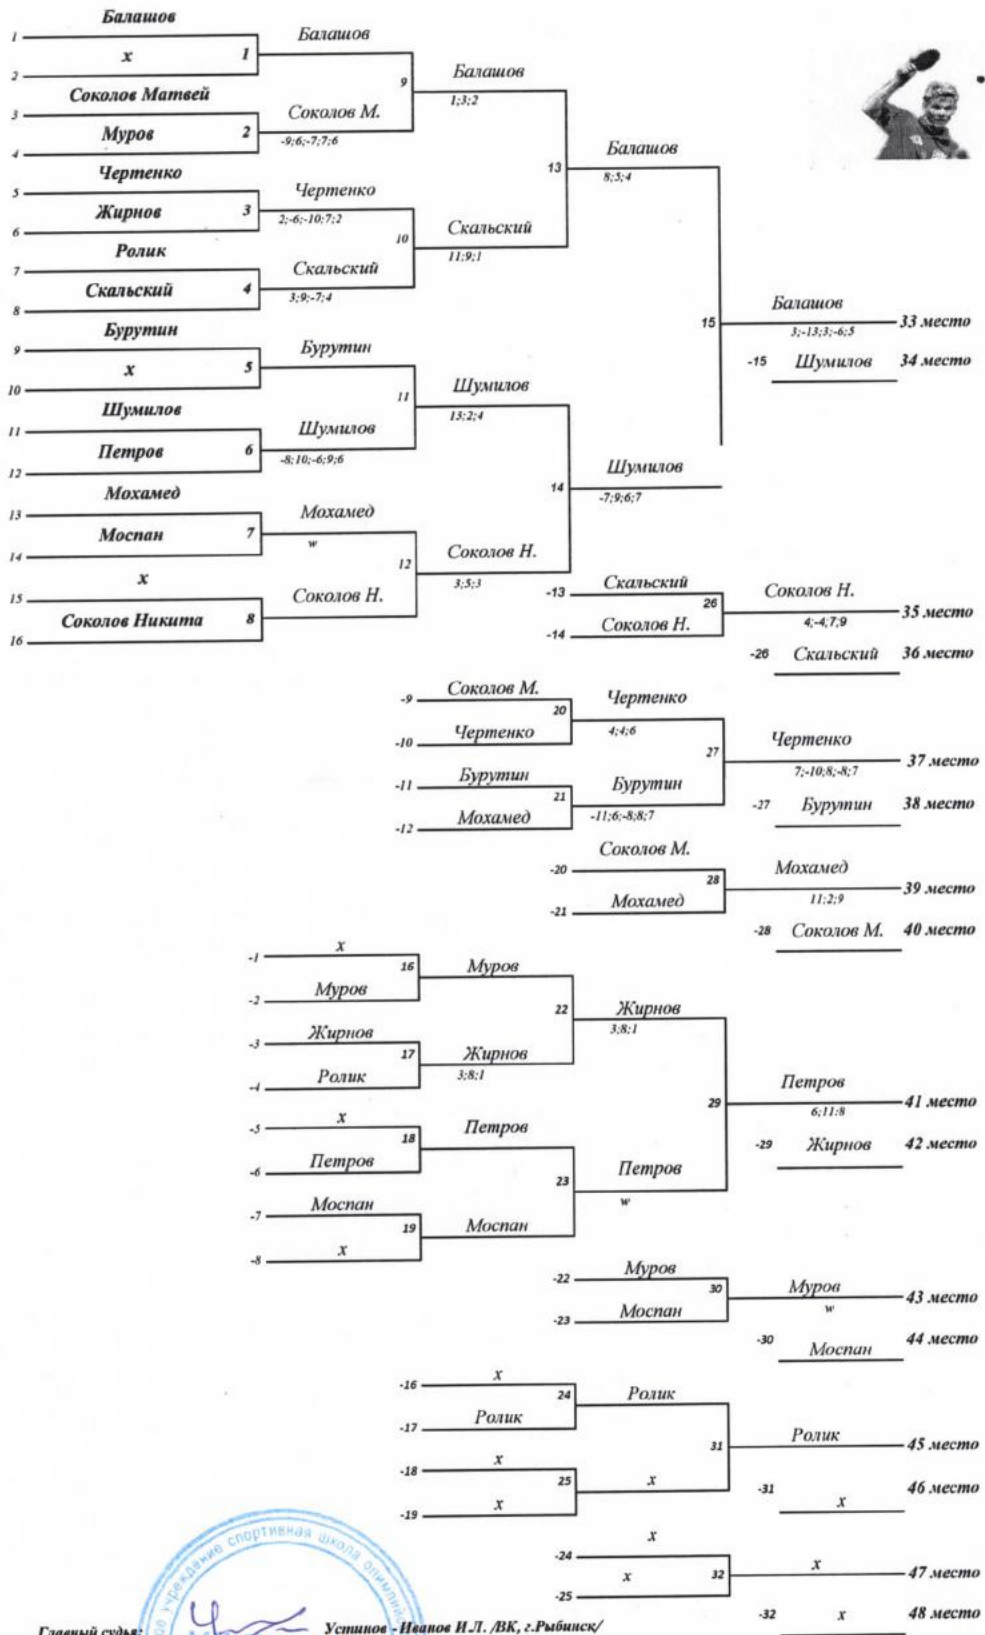 Балашов
1
х 1
2
Соколов Матвей
3
Муров 2
4
Чертенко
5
Жирнов 3
6
Ролик
7
Скальский 4
8
Бурутин
9
х 5
10
Шумилов
11
Петров 6
12
Мохамед
13
Моспан 7
14
х
15
Соколов Никита 8
16
Балашов
9
Соколов М.
-9;6;-7;7;6
Чертенко
2;-6;-10;7;2
10
Скальский
3;9;-7;4
Бурутин
11
Шумилов
-8;10;-6;9;6
Мохамед
w
12
Соколов Н.
Балашов
1;3;2
13
Скальский
11;9;1
Шумилов
13;2;4
14
Соколов Н.
3;5;3
Балашов
8;5;4
15
Шумилов
-7;9;6;7
Балашов
3;-13;3;-6;5
33 место
-15 Шумилов 34 место
-13 Скальский
26
-14 Соколов Н.
Соколов Н.
4;-4;7;9
35 место
-26 Скальский 36 место
-9 Соколов М.
20
-10 Чертенко
-11 Бурутин
21
-12 Мохамед
Чертенко
4;4;6
27
Бурутин
-11;6;-8;8;7
Чертенко
7;-10;8;-8;7
37 место
-27 Бурутин 38 место
-20 Соколов М.
28
-21 Мохамед
Мохамед
11;2;9
39 место
-28 Соколов М. 40 место
-1 х
16
-2 Муров
-3 Жирнов
17
-4 Ролик
-5 х
18
-6 Петров
-7 Моспан
19
-8 х
Муров
22
Жирнов
3;8;1
Петров
23
Моспан
Жирнов
3;8;1
29
Петров
w
Петров
6;11;8
41 место
-29 Жирнов 42 место
-22 Муров
30
-23 Моспан
Муров
w
43 место
-30 Моспан 44 место
-16 х
24
-17 Ролик
-18 х
25
-19 х
Ролик
31
х
Ролик
45 место
-31 х 46 место
х
-24
х 32
-25
х 47 место
-32 х 48 место
учреждение спортивная школа
Главный судья: Устинов - Иванов И.Л. /ВК, г.Рыбинск/